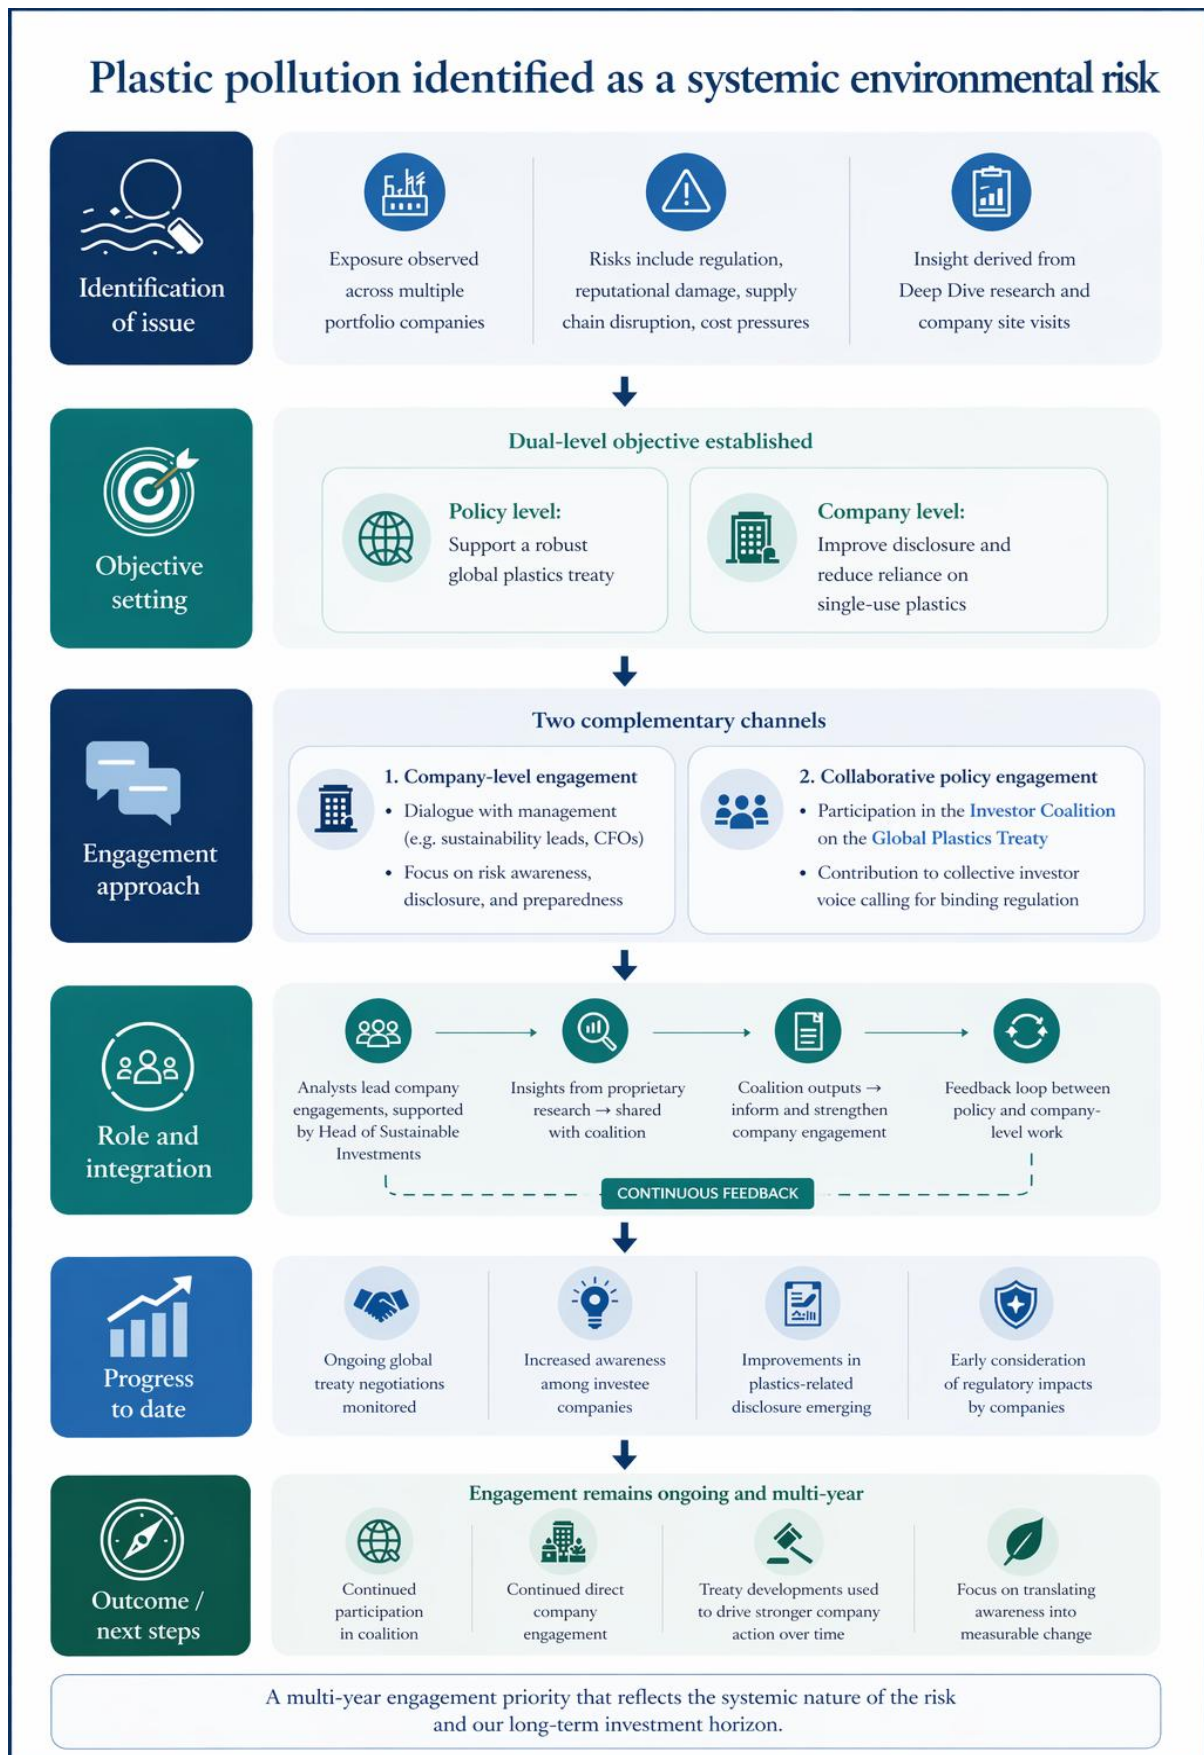 Plastic pollution identified as a systemic environmental risk
Identification
of issue
Exposure observed
across multiple
portfolio companies
Risks include regulation,
reputational damage, supply
chain disruption, cost pressures
Insight derived from
Deep Dive research and
company site visits
Objective
setting
Dual-level objective established
Policy level:
Support a robust
global plastics treaty
Company level:
Improve disclosure and
reduce reliance on
single-use plastics
Engagement
approach
Two complementary channels
1. Company-level engagement
• Dialogue with management
(e.g. sustainability leads, CFOs)
• Focus on risk awareness,
disclosure, and preparedness
2. Collaborative policy engagement
• Participation in the Investor Coalition
on the Global Plastics Treaty
• Contribution to collective investor
voice calling for binding regulation
Role and
integration
Analysts lead company
engagements, supported
by Head of Sustainable
Investments
Insights from proprietary
research → shared
with coalition
Coalition outputs →
inform and strengthen
company engagement
Feedback loop between
policy and company-
level work
CONTINUOUS FEEDBACK
Progress
to date
Ongoing global
treaty negotiations
monitored
Increased awareness
among investee
companies
Improvements in
plastics-related
disclosure emerging
Early consideration
of regulatory impacts
by companies
Outcome /
next steps
Engagement remains ongoing and multi-year
Continued
participation
in coalition
Continued direct
company
engagement
Treaty developments used
to drive stronger company
action over time
Focus on translating
awareness into
measurable change
A multi-year engagement priority that reflects the systemic nature of the risk
and our long-term investment horizon.